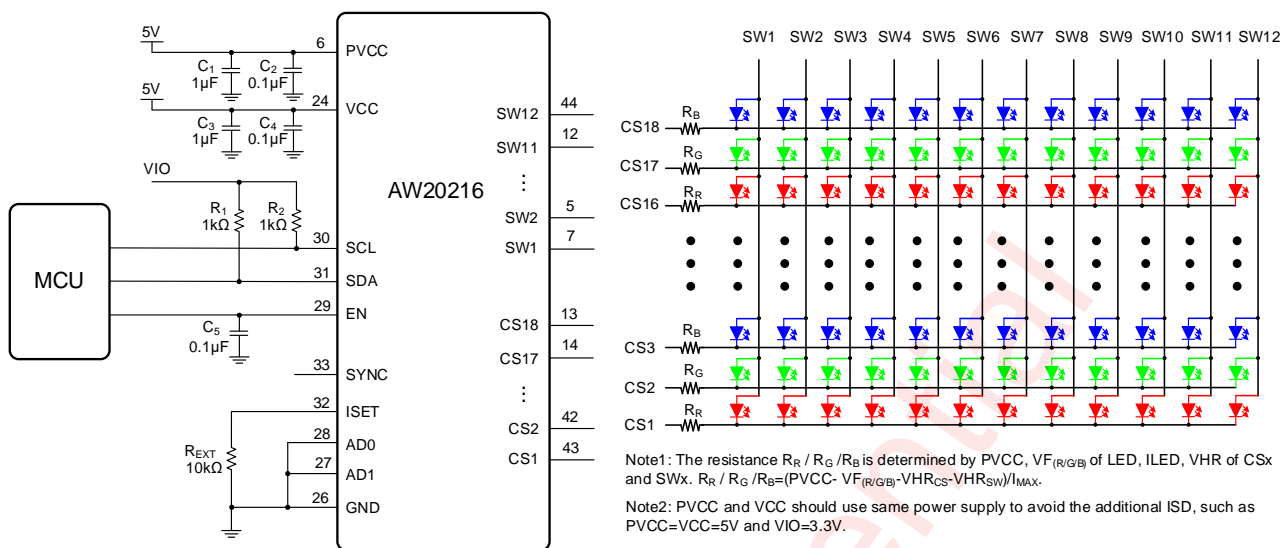 5V
6
PVCC
C1
1μF
C2
0.1μF
5V
24
VCC
C3
1μF
C4
0.1μF
VIO
R1
1kΩ
R2
1kΩ
MCU
30
SCL
31
SDA
29
EN
C5
0.1μF
33
SYNC
32
ISET
28
AD0
REXT
10kΩ
27
AD1
26
GND
AW20216
SW12
44
SW11
12
SW2
5
SW1
7
CS18
13
CS17
14
CS2
42
CS1
43
SW1 SW2 SW3 SW4 SW5 SW6 SW7 SW8 SW9 SW10 SW11 SW12
RB
CS18
RG
CS17
RR
CS16
RB
CS3
RG
CS2
RR
CS1
Note1: The resistance RR / RG /RB is determined by PVCC, VF(R/G/B) of LED, ILED, VHR of CSx
and SWx. RR / RG /RB=(PVCC- VF(R/G/B)-VHRCS-VHRSW)/IMAX.
Note2: PVCC and VCC should use same power supply to avoid the additional ISD, such as
PVCC=VCC=5V and VIO=3.3V.
ential